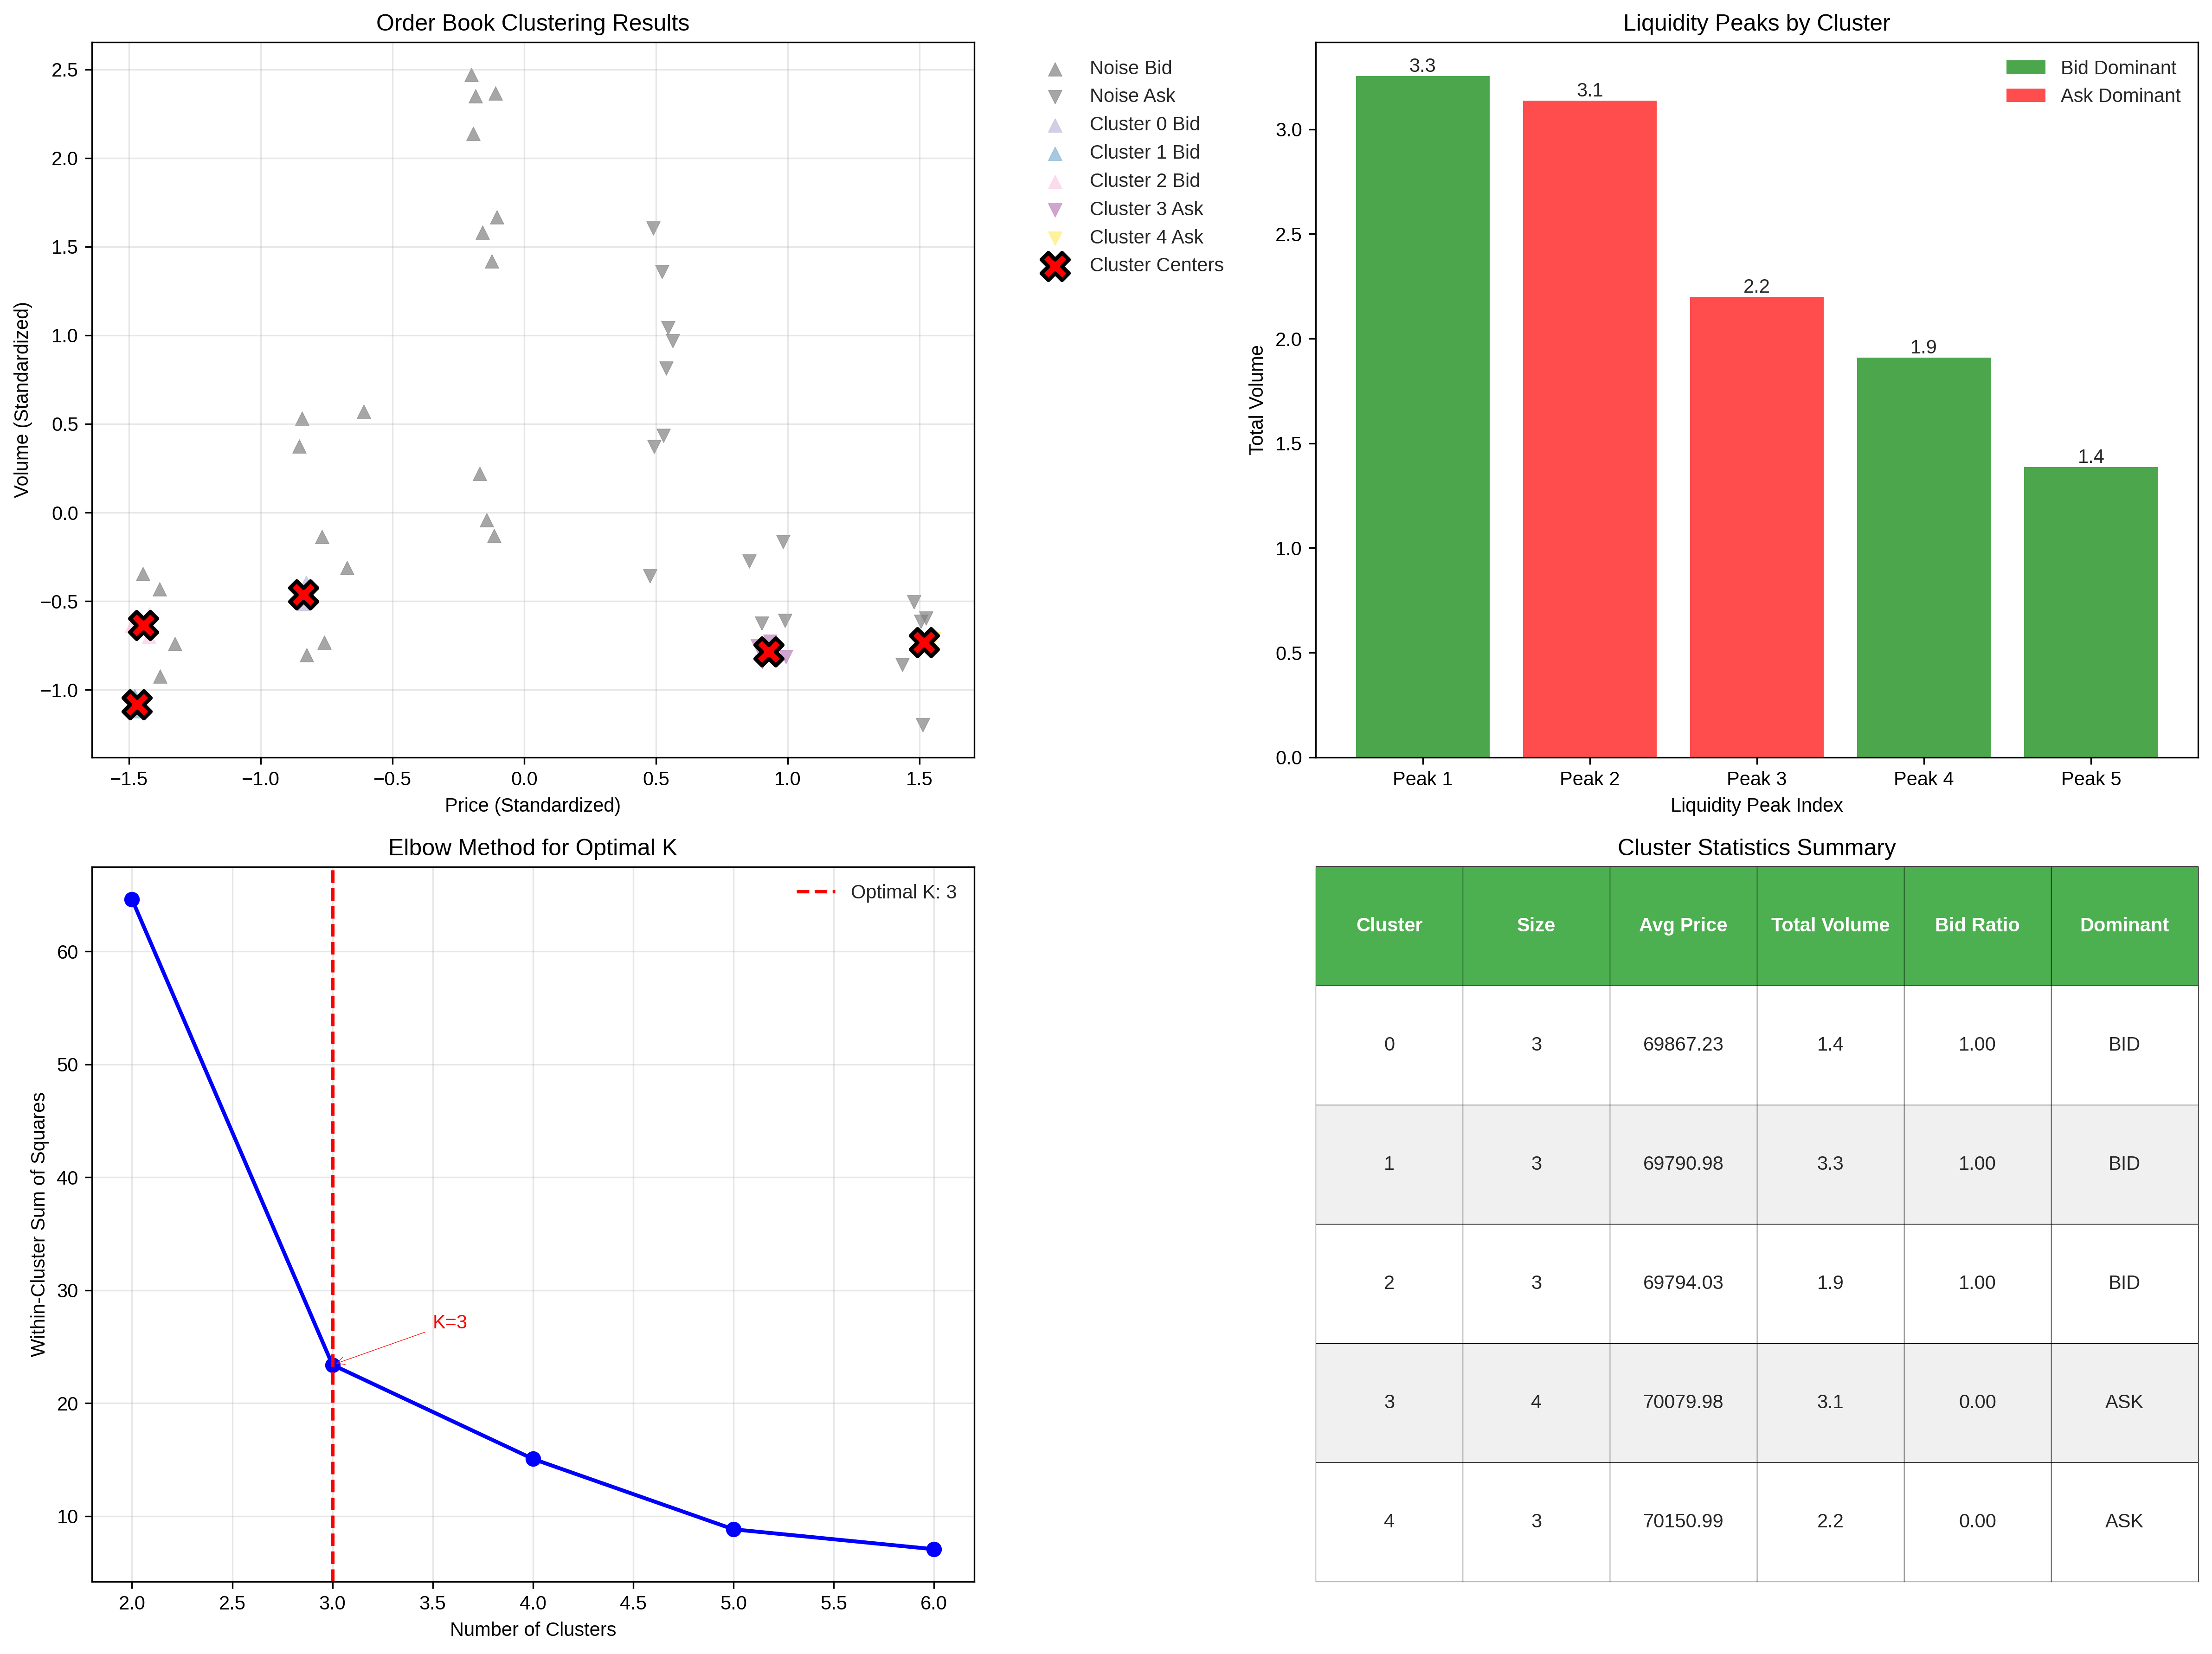 Order Book Clustering Results
Volume (Standardized)
2.5
2.0
1.5
1.0
0.5
0.0
−0.5
−1.0
−1.5 −1.0 −0.5 0.0 0.5 1.0 1.5
Price (Standardized)
Noise Bid
Noise Ask
Cluster 0 Bid
Cluster 1 Bid
Cluster 2 Bid
Cluster 3 Ask
Cluster 4 Ask
Cluster Centers
Liquidity Peaks by Cluster
Total Volume
3.0
2.5
2.0
1.5
1.0
0.5
0.0
3.3
3.1
2.2
1.9
1.4
Bid Dominant
Ask Dominant
Peak 1 Peak 2 Peak 3 Peak 4 Peak 5
Liquidity Peak Index
Elbow Method for Optimal K
Within-Cluster Sum of Squares
60
50
40
30
20
10
Optimal K: 3
K=3
2.0 2.5 3.0 3.5 4.0 4.5 5.0 5.5 6.0
Number of Clusters
Cluster Statistics Summary
Cluster Size Avg Price Total Volume Bid Ratio Dominant
0 3 69867.23 1.4 1.00 BID
1 3 69790.98 3.3 1.00 BID
2 3 69794.03 1.9 1.00 BID
3 4 70079.98 3.1 0.00 ASK
4 3 70150.99 2.2 0.00 ASK